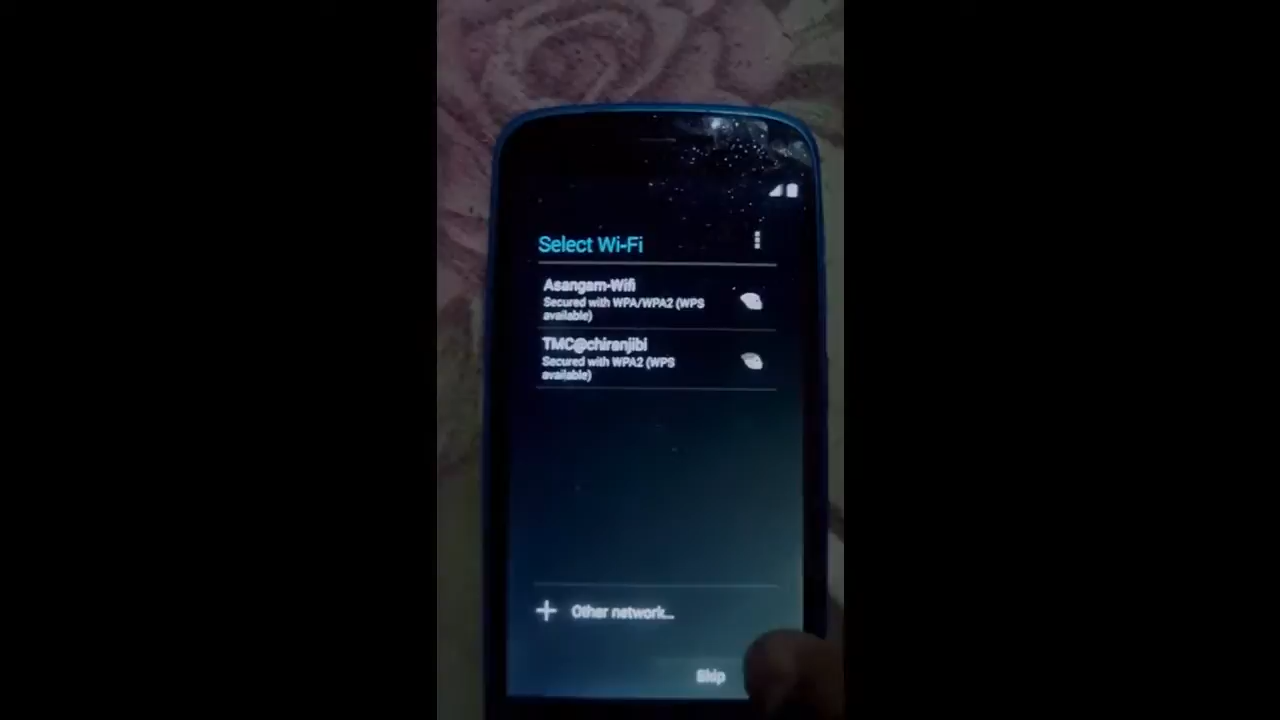 Select Wi-Fi
Asangam-Wifi
Secured with WPA/WPA2 (WPS
available)
TMC@chiranjibi
Secured with WPA2 (WPS
available)
Other network...
Skip